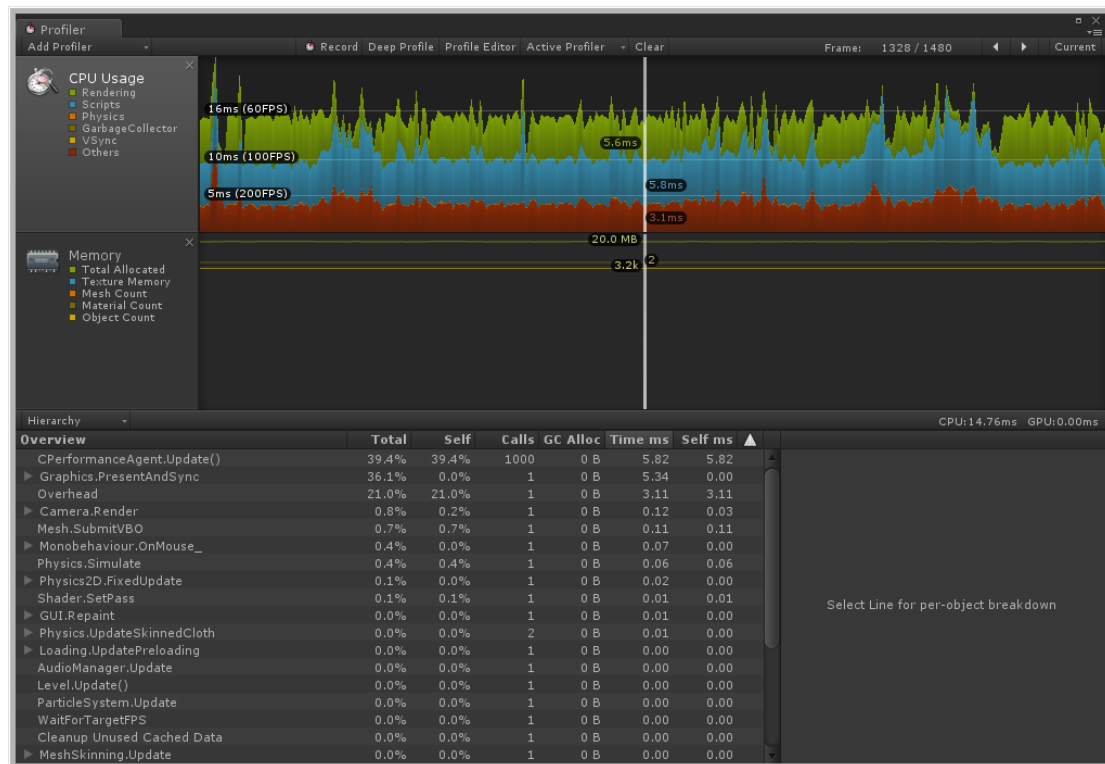 Profiler
Add Profiler Record Deep Profile Profile Editor Active Profiler Clear Frame: 1328 / 1480 Current
CPU Usage
Rendering
Scripts
Physics
GarbageCollector
VSync
Others
16ms (60FPS)
10ms (100FPS)
5ms (200FPS)
5.6ms
5.8ms
3.1ms
Memory
Total Allocated
Texture Memory
Mesh Count
Material Count
Object Count
20.0 MB
3.2k 2
Hierarchy CPU:14.76ms GPU:0.00ms
Overview Total Self Calls GC Alloc Time ms Self ms
CPerformanceAgent.Update() 39.4% 39.4% 1000 0 B 5.82 5.82
Graphics.PresentAndSync 36.1% 0.0% 1 0 B 5.34 0.00
Overhead 21.0% 21.0% 1 0 B 3.11 3.11
Camera.Render 0.8% 0.2% 1 0 B 0.12 0.03
Mesh.SubmitVBO 0.7% 0.7% 1 0 B 0.11 0.11
Monobehaviour.OnMouse_ 0.4% 0.0% 1 0 B 0.07 0.00
Physics.Simulate 0.4% 0.4% 1 0 B 0.06 0.06
Physics2D.FixedUpdate 0.1% 0.0% 1 0 B 0.02 0.00
Shader.SetPass 0.1% 0.1% 1 0 B 0.01 0.01
GUI.Repaint 0.0% 0.0% 1 0 B 0.01 0.00
Physics.UpdateSkinnedCloth 0.0% 0.0% 2 0 B 0.01 0.00
Loading.UpdatePreloading 0.0% 0.0% 1 0 B 0.00 0.00
AudioManager.Update 0.0% 0.0% 1 0 B 0.00 0.00
Level.Update() 0.0% 0.0% 1 0 B 0.00 0.00
ParticleSystem.Update 0.0% 0.0% 1 0 B 0.00 0.00
WaitForTargetFPS 0.0% 0.0% 1 0 B 0.00 0.00
Cleanup Unused Cached Data 0.0% 0.0% 1 0 B 0.00 0.00
MeshSkinning.Update 0.0% 0.0% 1 0 B 0.00 0.00
Select Line for per-object breakdown